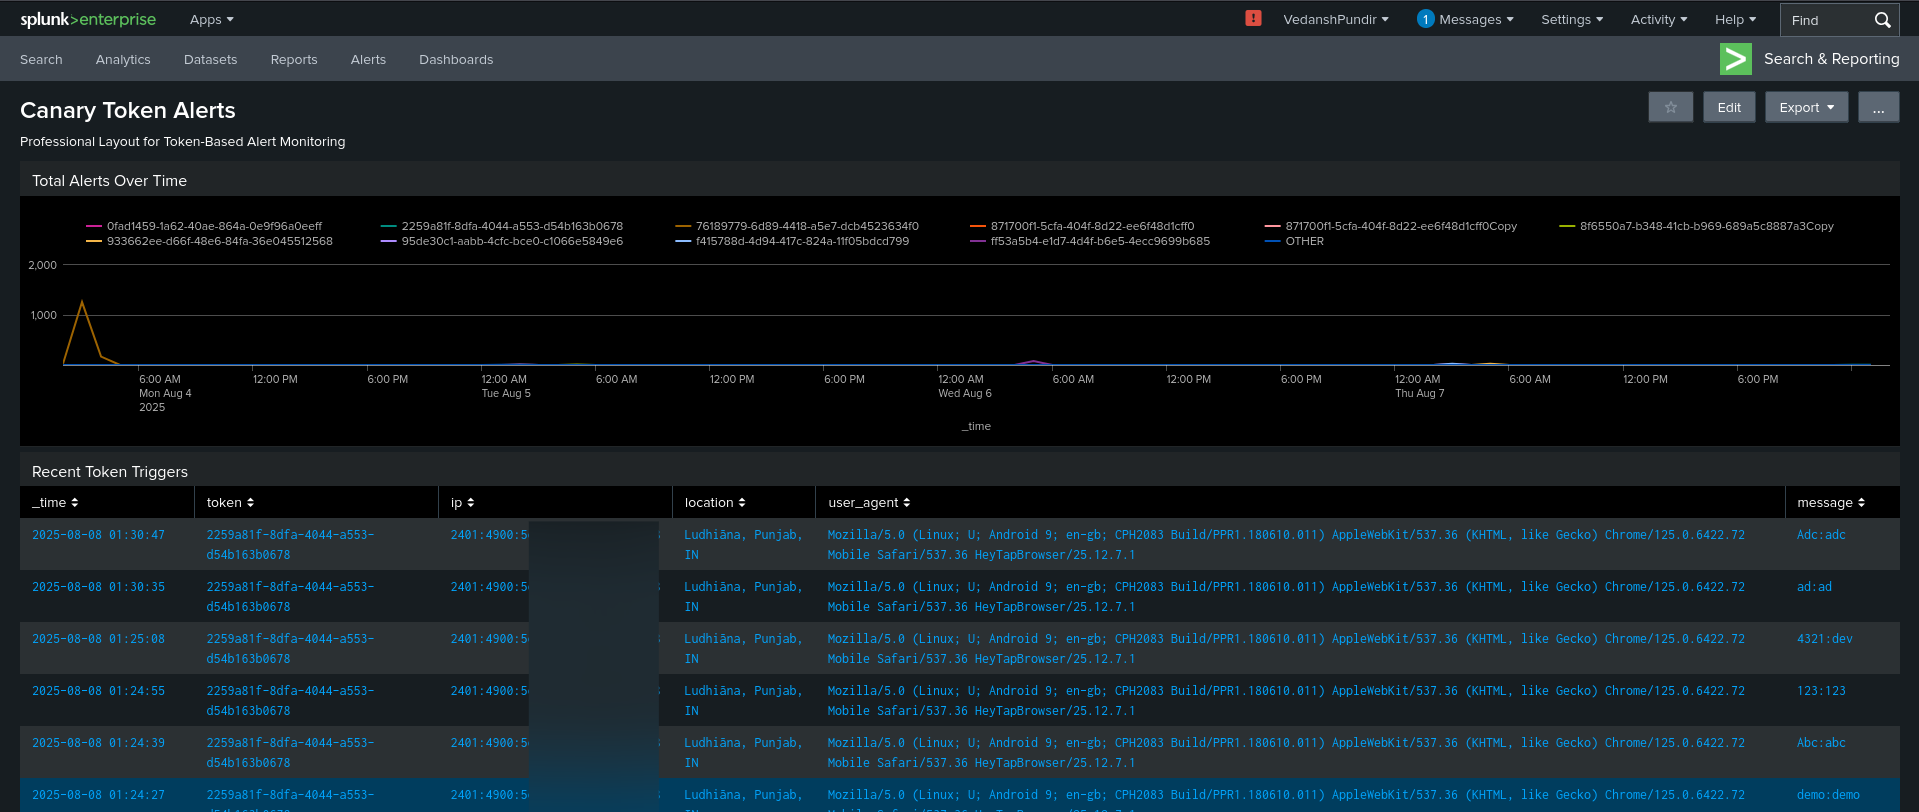 splunk>enterprise Apps VedanshPundir 1 Messages Settings Activity Help Find
Search Analytics Datasets Reports Alerts Dashboards Search & Reporting
Canary Token Alerts Edit Export ...
Professional Layout for Token-Based Alert Monitoring
Total Alerts Over Time
0fad1459-1a62-40ae-864a-0e9f96a0eeff 2259a81f-8dfa-4044-a553-d54b163b0678 76189779-6d89-4418-a5e7-dcb4523634f0 871700f1-5cfa-404f-8d22-ee6f48d1cff0 871700f1-5cfa-404f-8d22-ee6f48d1cff0Copy 8f6550a7-b348-41cb-b969-689a5c8887a3Copy
933662ee-d66f-48e6-84fa-36e045512568 95de30c1-aabb-4cfc-bce0-c1066e5849e6 f415788d-4d94-417c-824a-11f05bdcd799 ff53a5b4-e1d7-4d4f-b6e5-4ecc9699b685 OTHER
2,000
1,000
6:00 AM 12:00 PM 6:00 PM 12:00 AM 6:00 AM 12:00 PM 6:00 PM 12:00 AM 6:00 AM 12:00 PM 6:00 PM 12:00 AM 6:00 AM 12:00 PM 6:00 PM
Mon Aug 4 Tue Aug 5 Wed Aug 6 Thu Aug 7
2025
_time
Recent Token Triggers
_time token ip location user_agent message
2025-08-08 01:30:47 2259a81f-8dfa-4044-a553- 2401:4900:5 Ludhiāna, Punjab, Mozilla/5.0 (Linux; U; Android 9; en-gb; CPH2083 Build/PPR1.180610.011) AppleWebKit/537.36 (KHTML, like Gecko) Chrome/125.0.6422.72 Adc:adc
d54b163b0678 IN Mobile Safari/537.36 HeyTapBrowser/25.12.7.1
2025-08-08 01:30:35 2259a81f-8dfa-4044-a553- 2401:4900:5 Ludhiāna, Punjab, Mozilla/5.0 (Linux; U; Android 9; en-gb; CPH2083 Build/PPR1.180610.011) AppleWebKit/537.36 (KHTML, like Gecko) Chrome/125.0.6422.72 ad:ad
d54b163b0678 IN Mobile Safari/537.36 HeyTapBrowser/25.12.7.1
2025-08-08 01:25:08 2259a81f-8dfa-4044-a553- 2401:4900:5 Ludhiāna, Punjab, Mozilla/5.0 (Linux; U; Android 9; en-gb; CPH2083 Build/PPR1.180610.011) AppleWebKit/537.36 (KHTML, like Gecko) Chrome/125.0.6422.72 4321:dev
d54b163b0678 IN Mobile Safari/537.36 HeyTapBrowser/25.12.7.1
2025-08-08 01:24:55 2259a81f-8dfa-4044-a553- 2401:4900:5 Ludhiāna, Punjab, Mozilla/5.0 (Linux; U; Android 9; en-gb; CPH2083 Build/PPR1.180610.011) AppleWebKit/537.36 (KHTML, like Gecko) Chrome/125.0.6422.72 123:123
d54b163b0678 IN Mobile Safari/537.36 HeyTapBrowser/25.12.7.1
2025-08-08 01:24:39 2259a81f-8dfa-4044-a553- 2401:4900:5 Ludhiāna, Punjab, Mozilla/5.0 (Linux; U; Android 9; en-gb; CPH2083 Build/PPR1.180610.011) AppleWebKit/537.36 (KHTML, like Gecko) Chrome/125.0.6422.72 Abc:abc
d54b163b0678 IN Mobile Safari/537.36 HeyTapBrowser/25.12.7.1
2025-08-08 01:24:27 2259a81f-8dfa-4044-a553- 2401:4900:5 Ludhiāna, Punjab, Mozilla/5.0 (Linux; U; Android 9; en-gb; CPH2083 Build/PPR1.180610.011) AppleWebKit/537.36 (KHTML, like Gecko) Chrome/125.0.6422.72 demo:demo